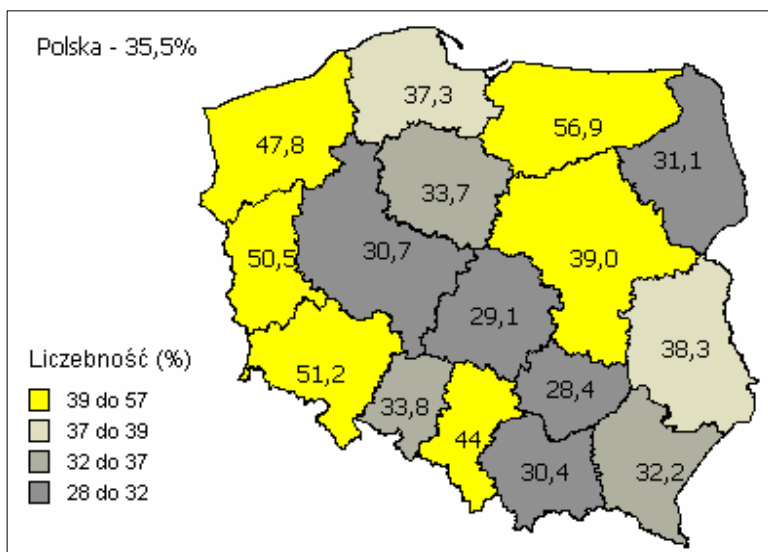 Polska - 35,5%
37,3
56,9
47,8
31,1
33,7
50,5
30,7
39,0
29,1
38,3
51,2
28,4
33,8
44
30,4
32,2
Liczebność (%)
39 do 57
37 do 39
32 do 37
28 do 32